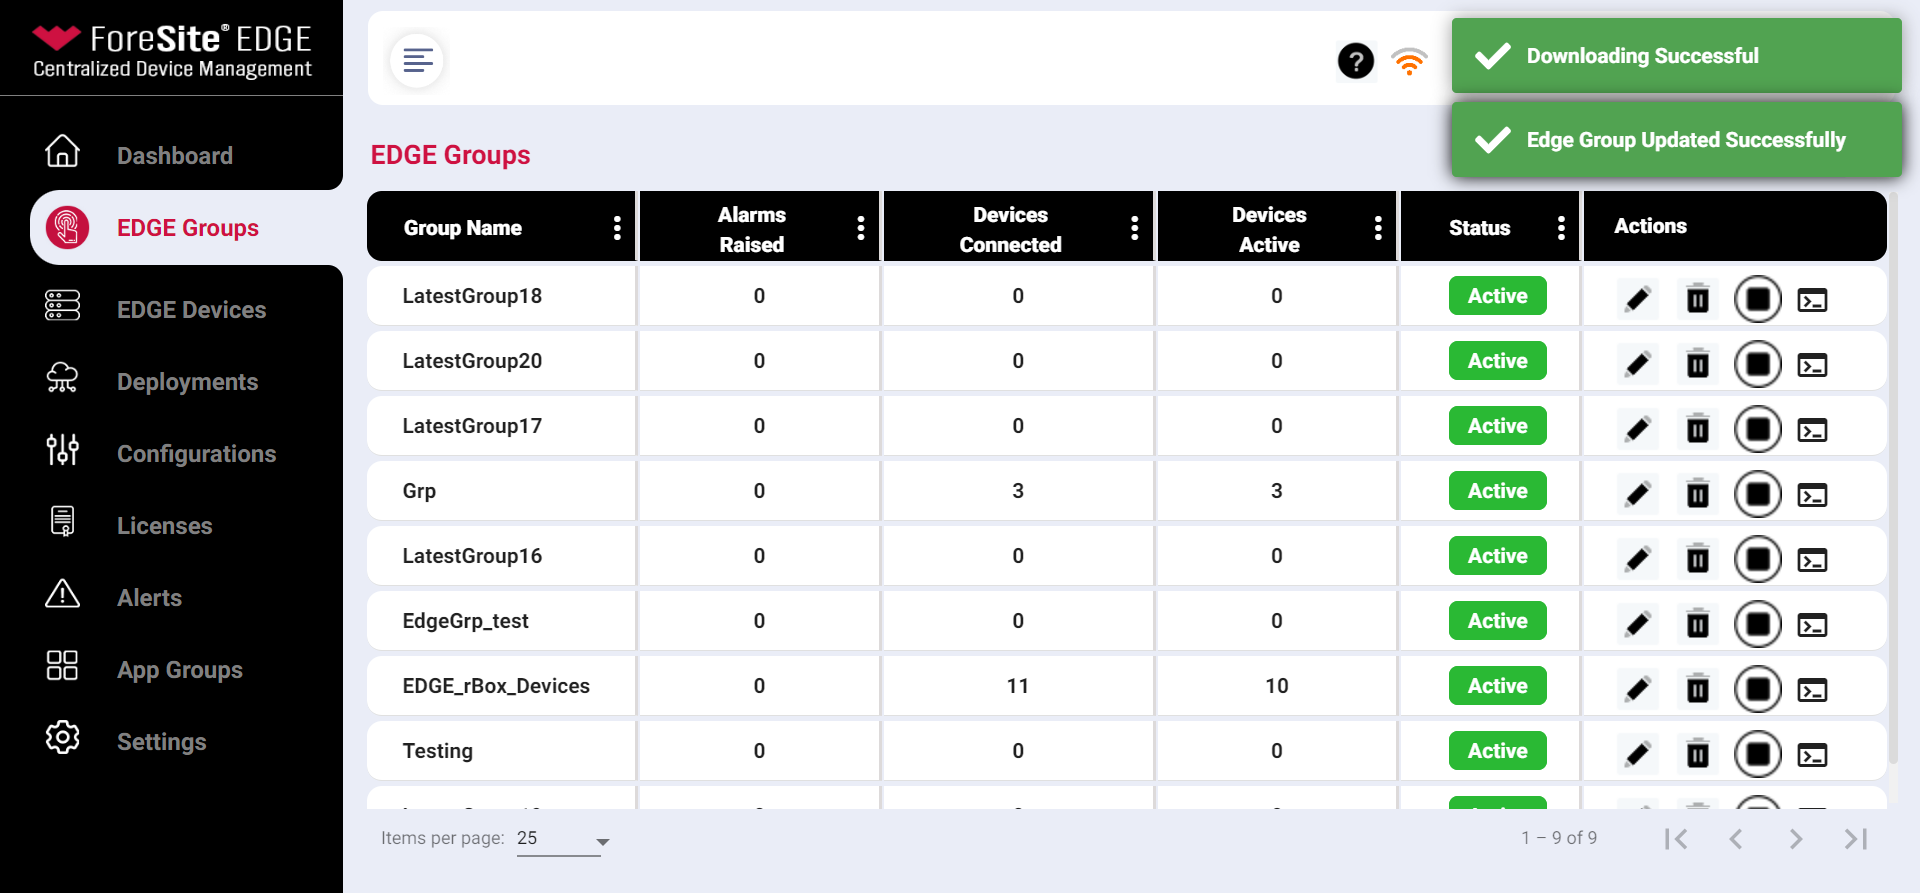 ForeSite® EDGE
Centralized Device Management
Dashboard
EDGE Groups
EDGE Devices
Deployments
Configurations
Licenses
Alerts
App Groups
Settings
?
Downloading Successful
Edge Group Updated Successfully
EDGE Groups
Group Name
Alarms
Raised
Devices
Connected
Devices
Active
Status
Actions
LatestGroup18 0 0 0 Active
LatestGroup20 0 0 0 Active
LatestGroup17 0 0 0 Active
Grp 0 3 3 Active
LatestGroup16 0 0 0 Active
EdgeGrp_test 0 0 0 Active
EDGE_rBox_Devices 0 11 10 Active
Testing 0 0 0 Active
Items per page: 25
1 – 9 of 9